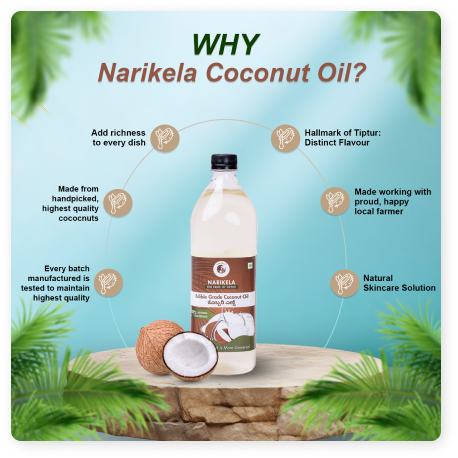 WHY
Narikela Coconut Oil?
Add richness
to every dish
Hallmark of Tiptur:
Distinct Flavour
Made from
handpicked,
highest quality
cococnuts
Made working with
proud, happy
local farmer
Every batch
manufactured is
tested to maintain
highest quality
Natural
Skincare Solution
NARIKELA
Edible Grade Coconut Oil
ಕೊಬ್ಬರಿ ಎಣ್ಣೆ